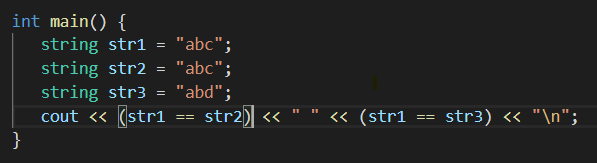 int main() {
string str1 = "abc";
string str2 = "abc";
string str3 = "abd";
cout << (str1 == str2) << " " << (str1 == str3) << "\n";
}